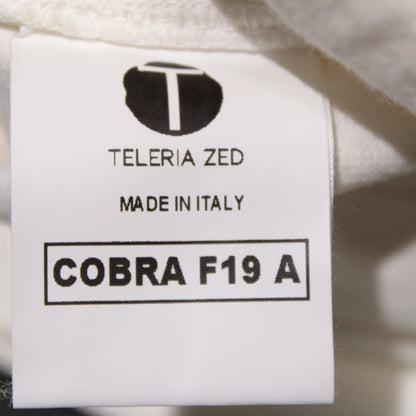 T
TELERIA ZED
MADE IN ITALY
COBRA F19 A